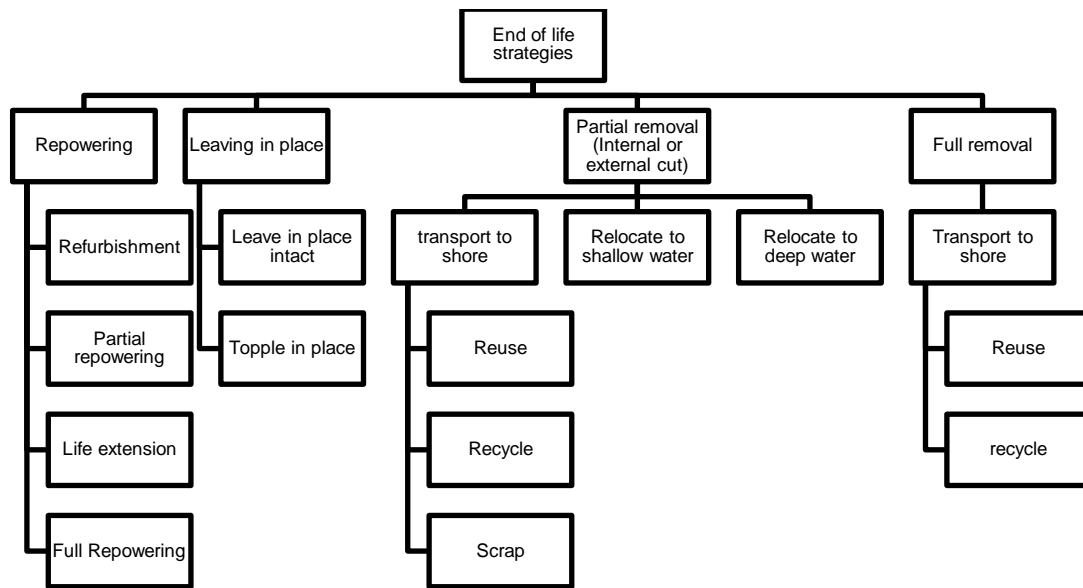 End of life
strategies
Repowering
Leaving in place
Partial removal
(Internal or
external cut)
Full removal
Refurbishment
Leave in place
intact
transport to
shore
Relocate to
shallow water
Relocate to
deep water
Transport to
shore
Partial
repowering
Topple in place
Reuse
Reuse
Life extension
Recycle
recycle
Full Repowering
Scrap